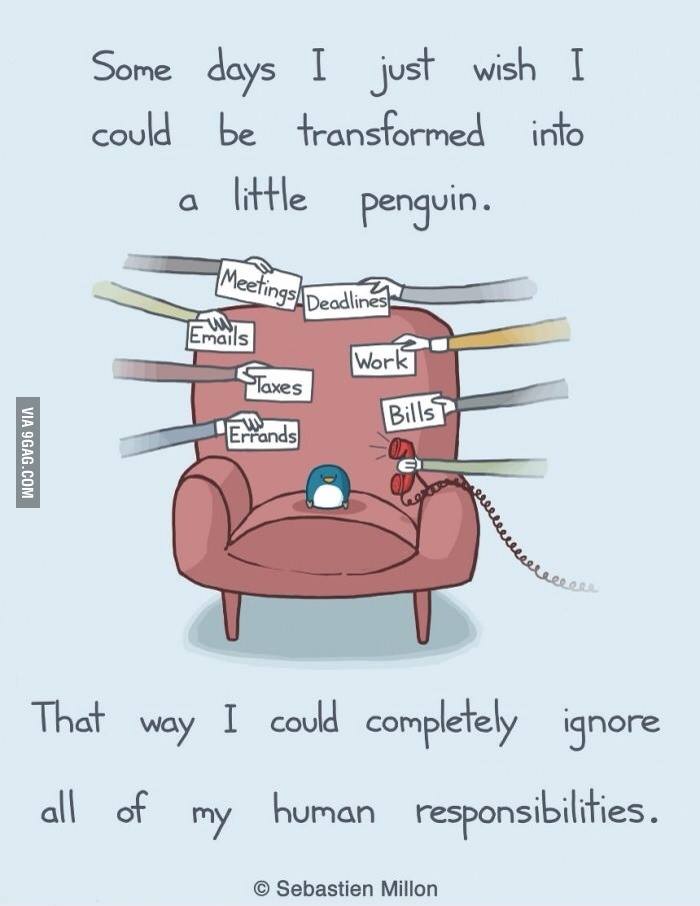 Some days I just wish I
could be transformed into
a little penguin.
Meetings
Deadlines
Emails
Work
Taxes
Bills
Errands
VIA 9GAG.COM
That way I could completely ignore
all of my human responsibilities.
© Sebastien Millon